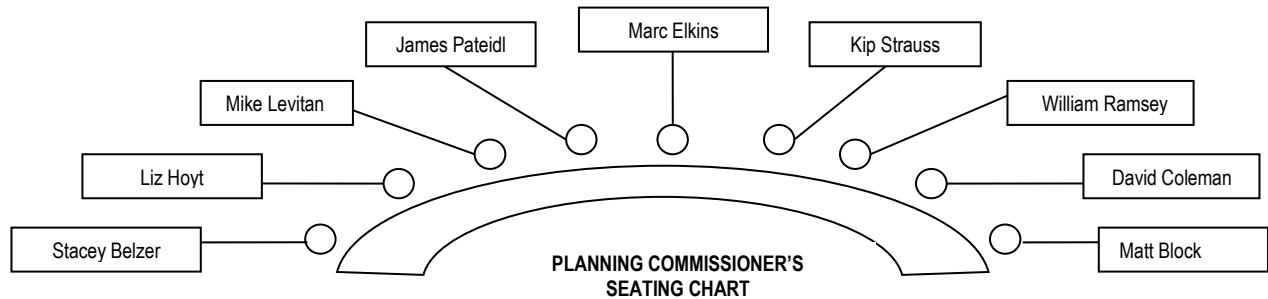 Marc Elkins
James Pateidl
Kip Strauss
Mike Levitan
William Ramsey
Liz Hoyt
David Coleman
Stacey Belzer
Matt Block
PLANNING COMMISSIONER'S
SEATING CHART